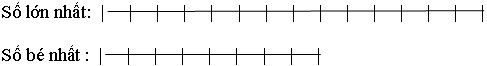 Số lớn nhất:
Số bé nhất :